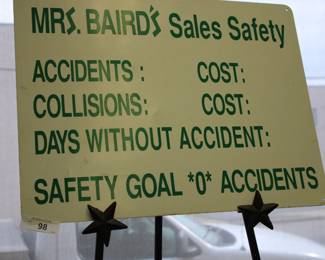 MRS. BAIRD'S Sales Safety
ACCIDENTS : COST:
COLLISIONS: COST:
DAYS WITHOUT ACCIDENT:
SAFETY GOAL "0" ACCIDENTS
98